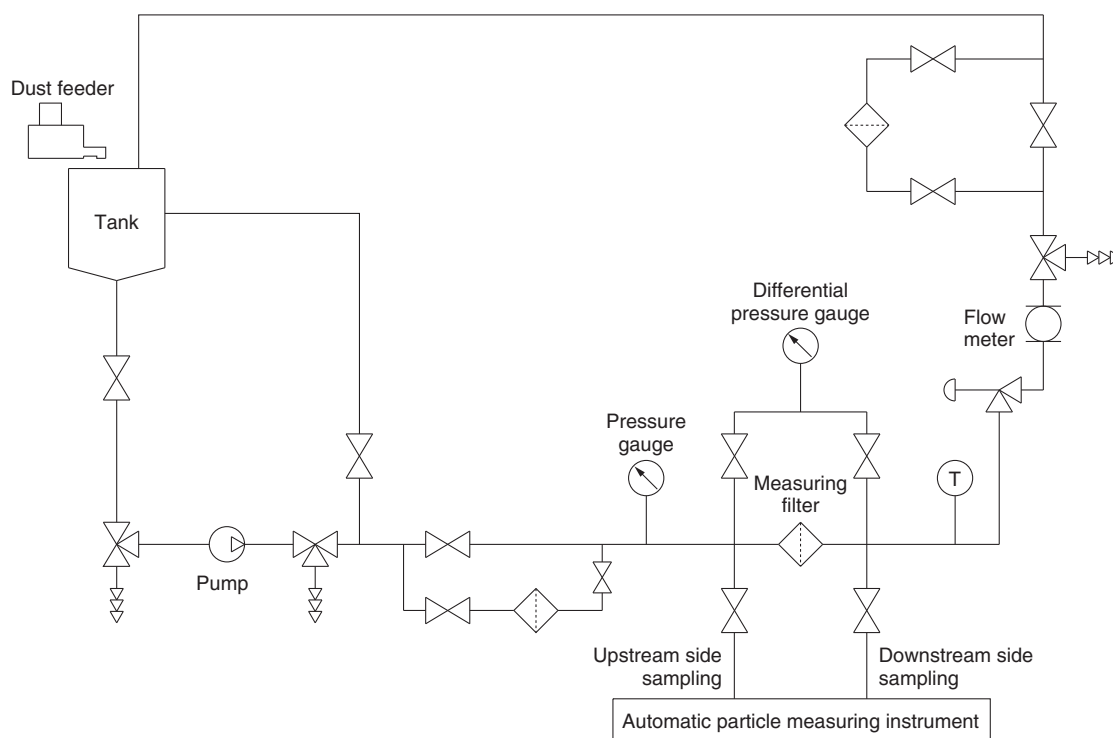 Dust feeder
Tank
Differential
pressure gauge
Flow
meter
Pressure
gauge
Measuring
filter
T
Pump
Upstream side
sampling
Downstream side
sampling
Automatic particle measuring instrument